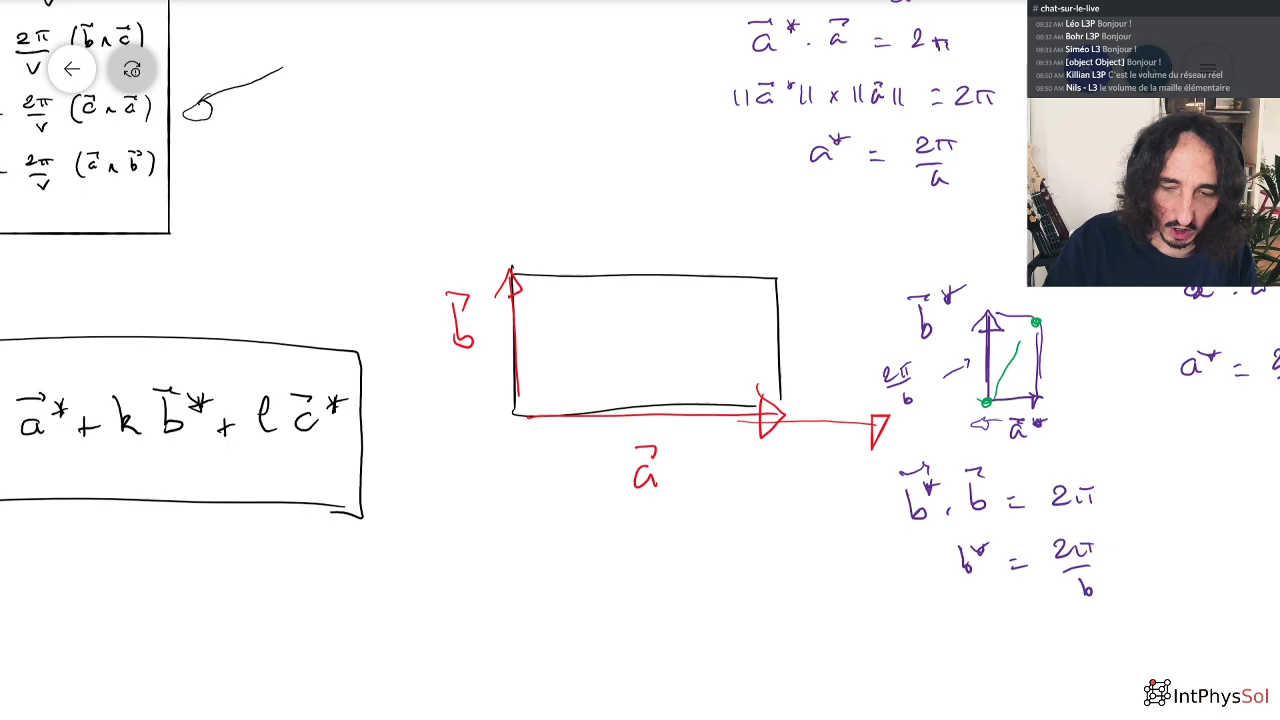 2π/V (b⃗ ∧ c⃗)
2π/V (c⃗ ∧ a⃗)
2π/V (a⃗ ∧ b⃗)
a⃗* + k b⃗* + l c⃗*
a⃗* . a⃗ = 2π
||a⃗*|| x ||a⃗|| = 2π
a* = 2π/a
b⃗
a⃗
b⃗*
2π/b
a⃗*
b⃗* . b⃗ = 2π
b* = 2π/b
a* =
# chat-sur-le-live
08:32 AM Léo L3P Bonjour !
08:32 AM Bohr L3P Bonjour
08:33 AM Siméo L3 Bonjour !
08:33 AM [object Object] Bonjour !
08:50 AM Killian L3P C'est le volume du réseau réel
08:50 AM Nils - L3 le volume de la maille élémentaire
IntPhysSol